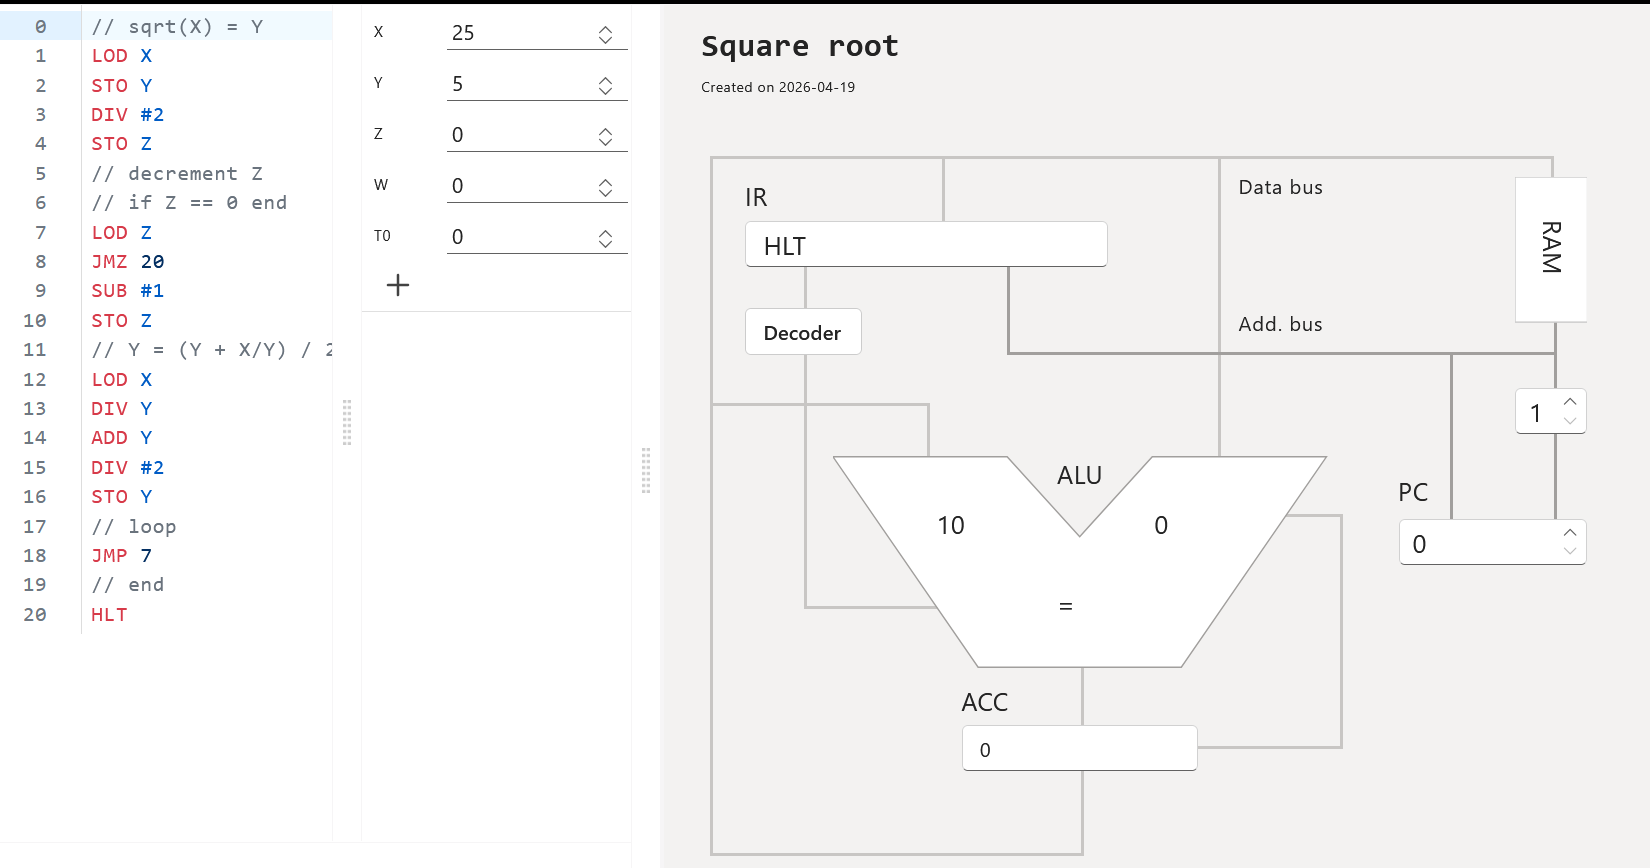 0 // sqrt(X) = Y
1 LOD X
2 STO Y
3 DIV #2
4 STO Z
5 // decrement Z
6 // if Z == 0 end
7 LOD Z
8 JMZ 20
9 SUB #1
10 STO Z
11 // Y = (Y + X/Y) / 2
12 LOD X
13 DIV Y
14 ADD Y
15 DIV #2
16 STO Y
17 // loop
18 JMP 7
19 // end
20 HLT
X 25
Y 5
Z 0
W 0
T0 0
Square root
Created on 2026-04-19
Data bus
IR
HLT
RAM
Add. bus
Decoder
1
ALU
PC
10 0
0
=
ACC
0